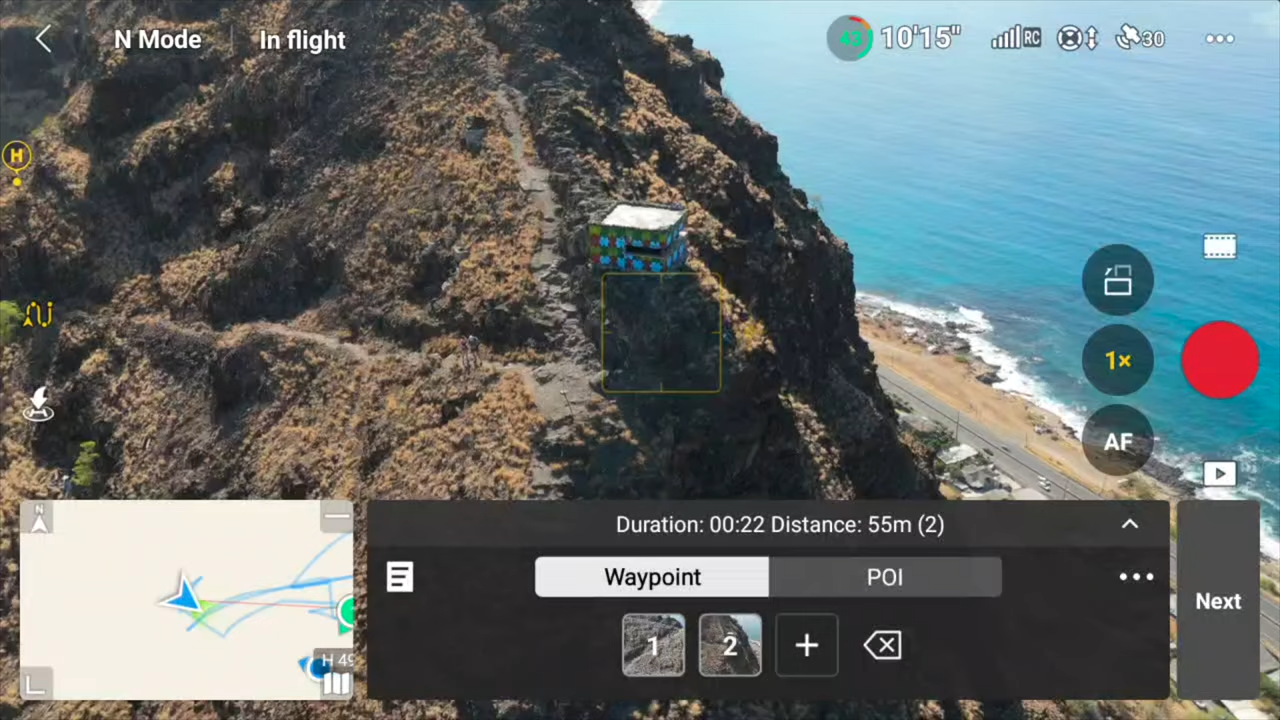 N Mode
In flight
43
10'15"
RC
30
H
1×
AF
N
H 49
Duration: 00:22 Distance: 55m (2)
Waypoint
POI
1
2
+
Next